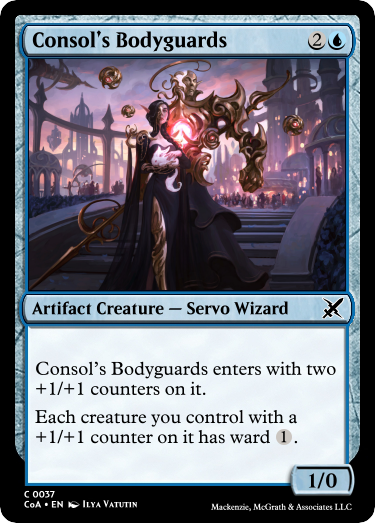 Consol's Bodyguards 2
Artifact Creature — Servo Wizard
Consol's Bodyguards enters with two
+1/+1 counters on it.
Each creature you control with a
+1/+1 counter on it has ward 1.
1/0
C 0037
CoA • EN Ilya Vatutin
Mackenzie, McGrath & Associates LLC